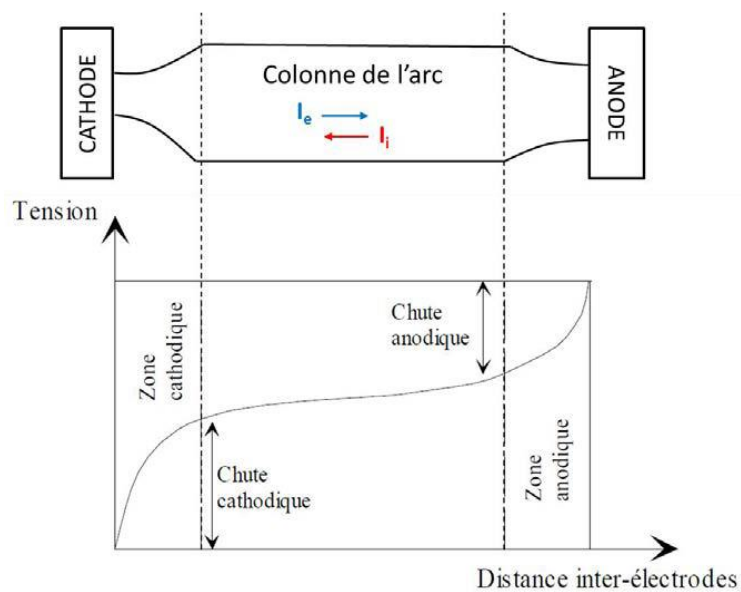 CATHODE
Colonne de l'arc
Ie
Ii
ANODE
Tension
Zone
cathodique
Chute
cathodique
Chute
anodique
Zone
anodique
Distance inter-électrodes